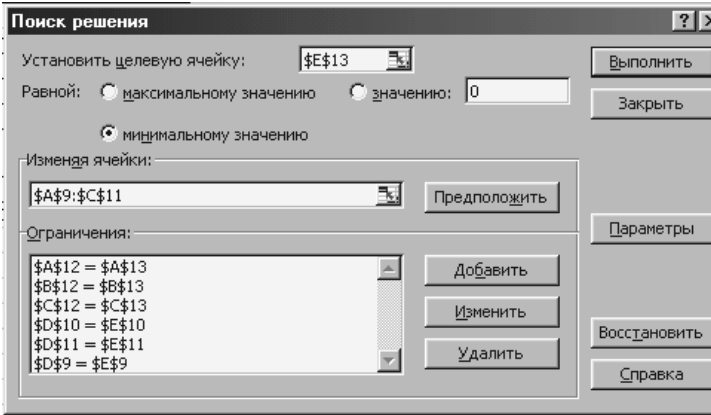 Поиск решения
Установить целевую ячейку: $E$13 Выполнить
Равной: максимальному значению значению: 0 Закрыть
минимальному значению
Изменяя ячейки:
$A$9:$C$11 Предположить
Ограничения: Параметры
$A$12 = $A$13 Добавить
$B$12 = $B$13
$C$12 = $C$13 Изменить
$D$10 = $E$10
$D$11 = $E$11 Удалить Восстановить
$D$9 = $E$9
Справка